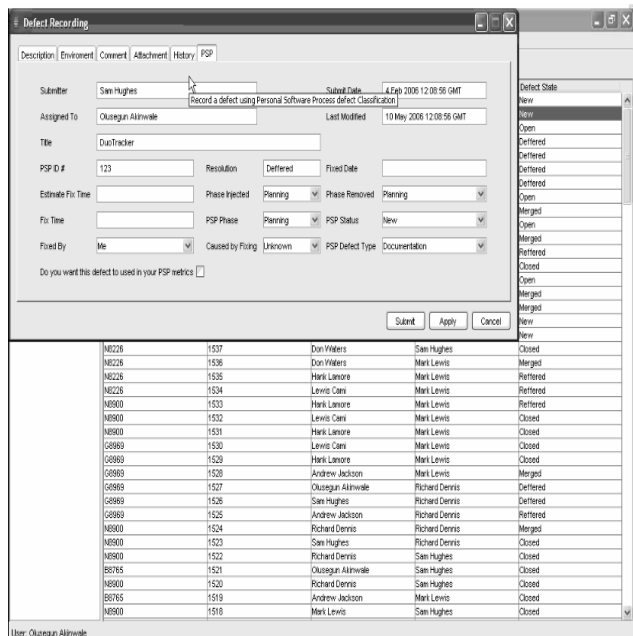 Defect Recording
Description Enviroment Comment Attachment History PSP
Submitter Sam Hughes Submit Date 4 Feb 2006 12:08:56 GMT
Record a defect using Personal Software Process defect Classification
Assigned To Olusegun Akinwale Last Modified 10 May 2006 12:08:56 GMT
Title DuoTracker
PSP ID # 123 Resolution Deffered Fixed Date
Estimate Fix Time Phase Injected Planning Phase Removed Planning
Fix Time PSP Phase Planning PSP Status New
Fixed By Me Caused by Fixing Unknown PSP Defect Type Documentation
Do you want this defect to used in your PSP metrics
Submit Apply Cancel
Defect State
New
New
Open
Deffered
Deffered
Deffered
Deffered
Open
Merged
Open
Merged
Reffered
Closed
Open
Merged
Merged
New
New
N8226 1537 Don Waters Sam Hughes Closed
N8226 1536 Don Waters Mark Lewis Merged
N8226 1535 Hank Lamore Mark Lewis Reffered
N8226 1534 Lewis Cami Mark Lewis Reffered
N8900 1533 Hank Lamore Mark Lewis Reffered
N8900 1532 Lewis Cami Mark Lewis Closed
N8900 1531 Hank Lamore Mark Lewis Closed
G8969 1530 Lewis Cami Mark Lewis Closed
G8969 1529 Hank Lamore Mark Lewis Closed
G8969 1528 Andrew Jackson Mark Lewis Merged
G8969 1527 Olusegun Akinwale Richard Dennis Deffered
G8969 1526 Sam Hughes Richard Dennis Deffered
G8969 1525 Andrew Jackson Richard Dennis Reffered
N8900 1524 Richard Dennis Richard Dennis Merged
N8900 1523 Sam Hughes Richard Dennis Closed
N8900 1522 Richard Dennis Sam Hughes Closed
B8765 1521 Olusegun Akinwale Sam Hughes Closed
N8900 1520 Richard Dennis Sam Hughes Closed
B8765 1519 Andrew Jackson Mark Lewis Closed
N8900 1518 Mark Lewis Sam Hughes Closed
User: Olusegun Akinwale